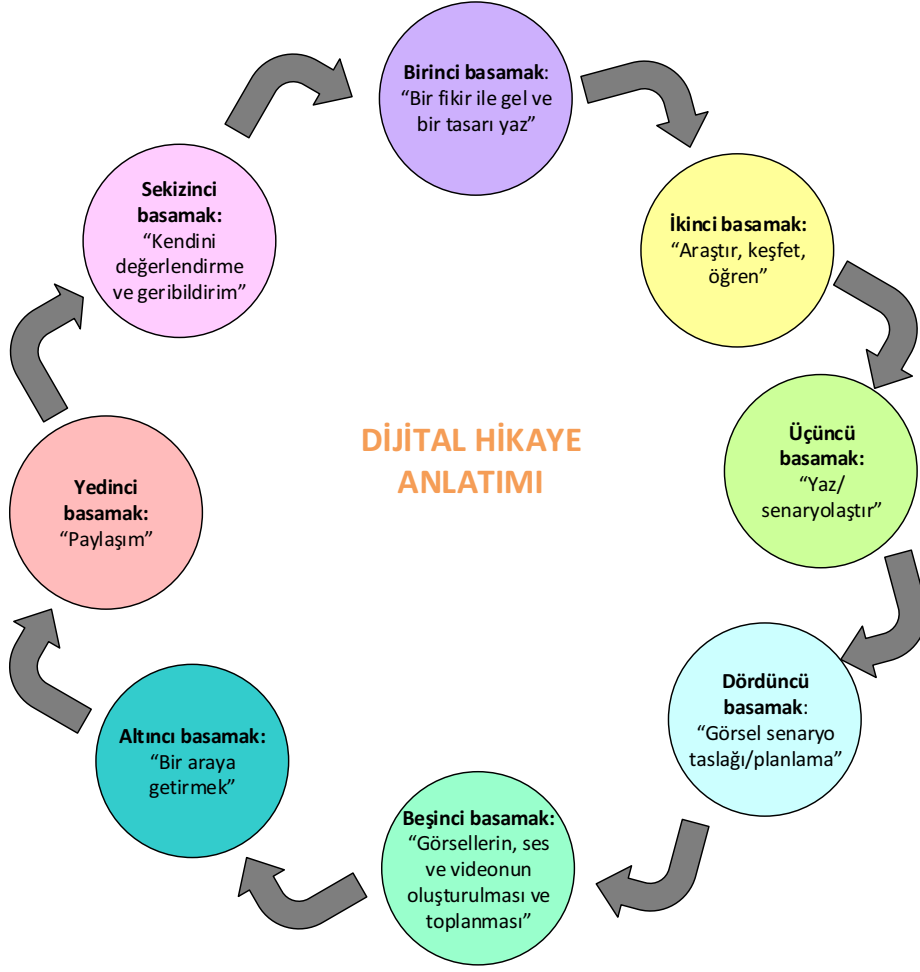 Birinci basamak:
“Bir fikir ile gel ve
bir tasarı yaz”
İkinci basamak:
“Araştır, keşfet,
öğren”
Üçüncü
basamak:
“Yaz/
senaryolaştır”
Dördüncü
basamak:
“Görsel senaryo
taslağı/planlama”
Beşinci basamak:
“Görsellerin, ses
ve videonun
oluşturulması ve
toplanması”
Altıncı basamak:
“Bir araya
getirmek”
Yedinci
basamak:
“Paylaşım”
Sekizinci
basamak:
“Kendini
değerlendirme
ve geribildirim”
DİJİTAL HİKAYE
ANLATIMI